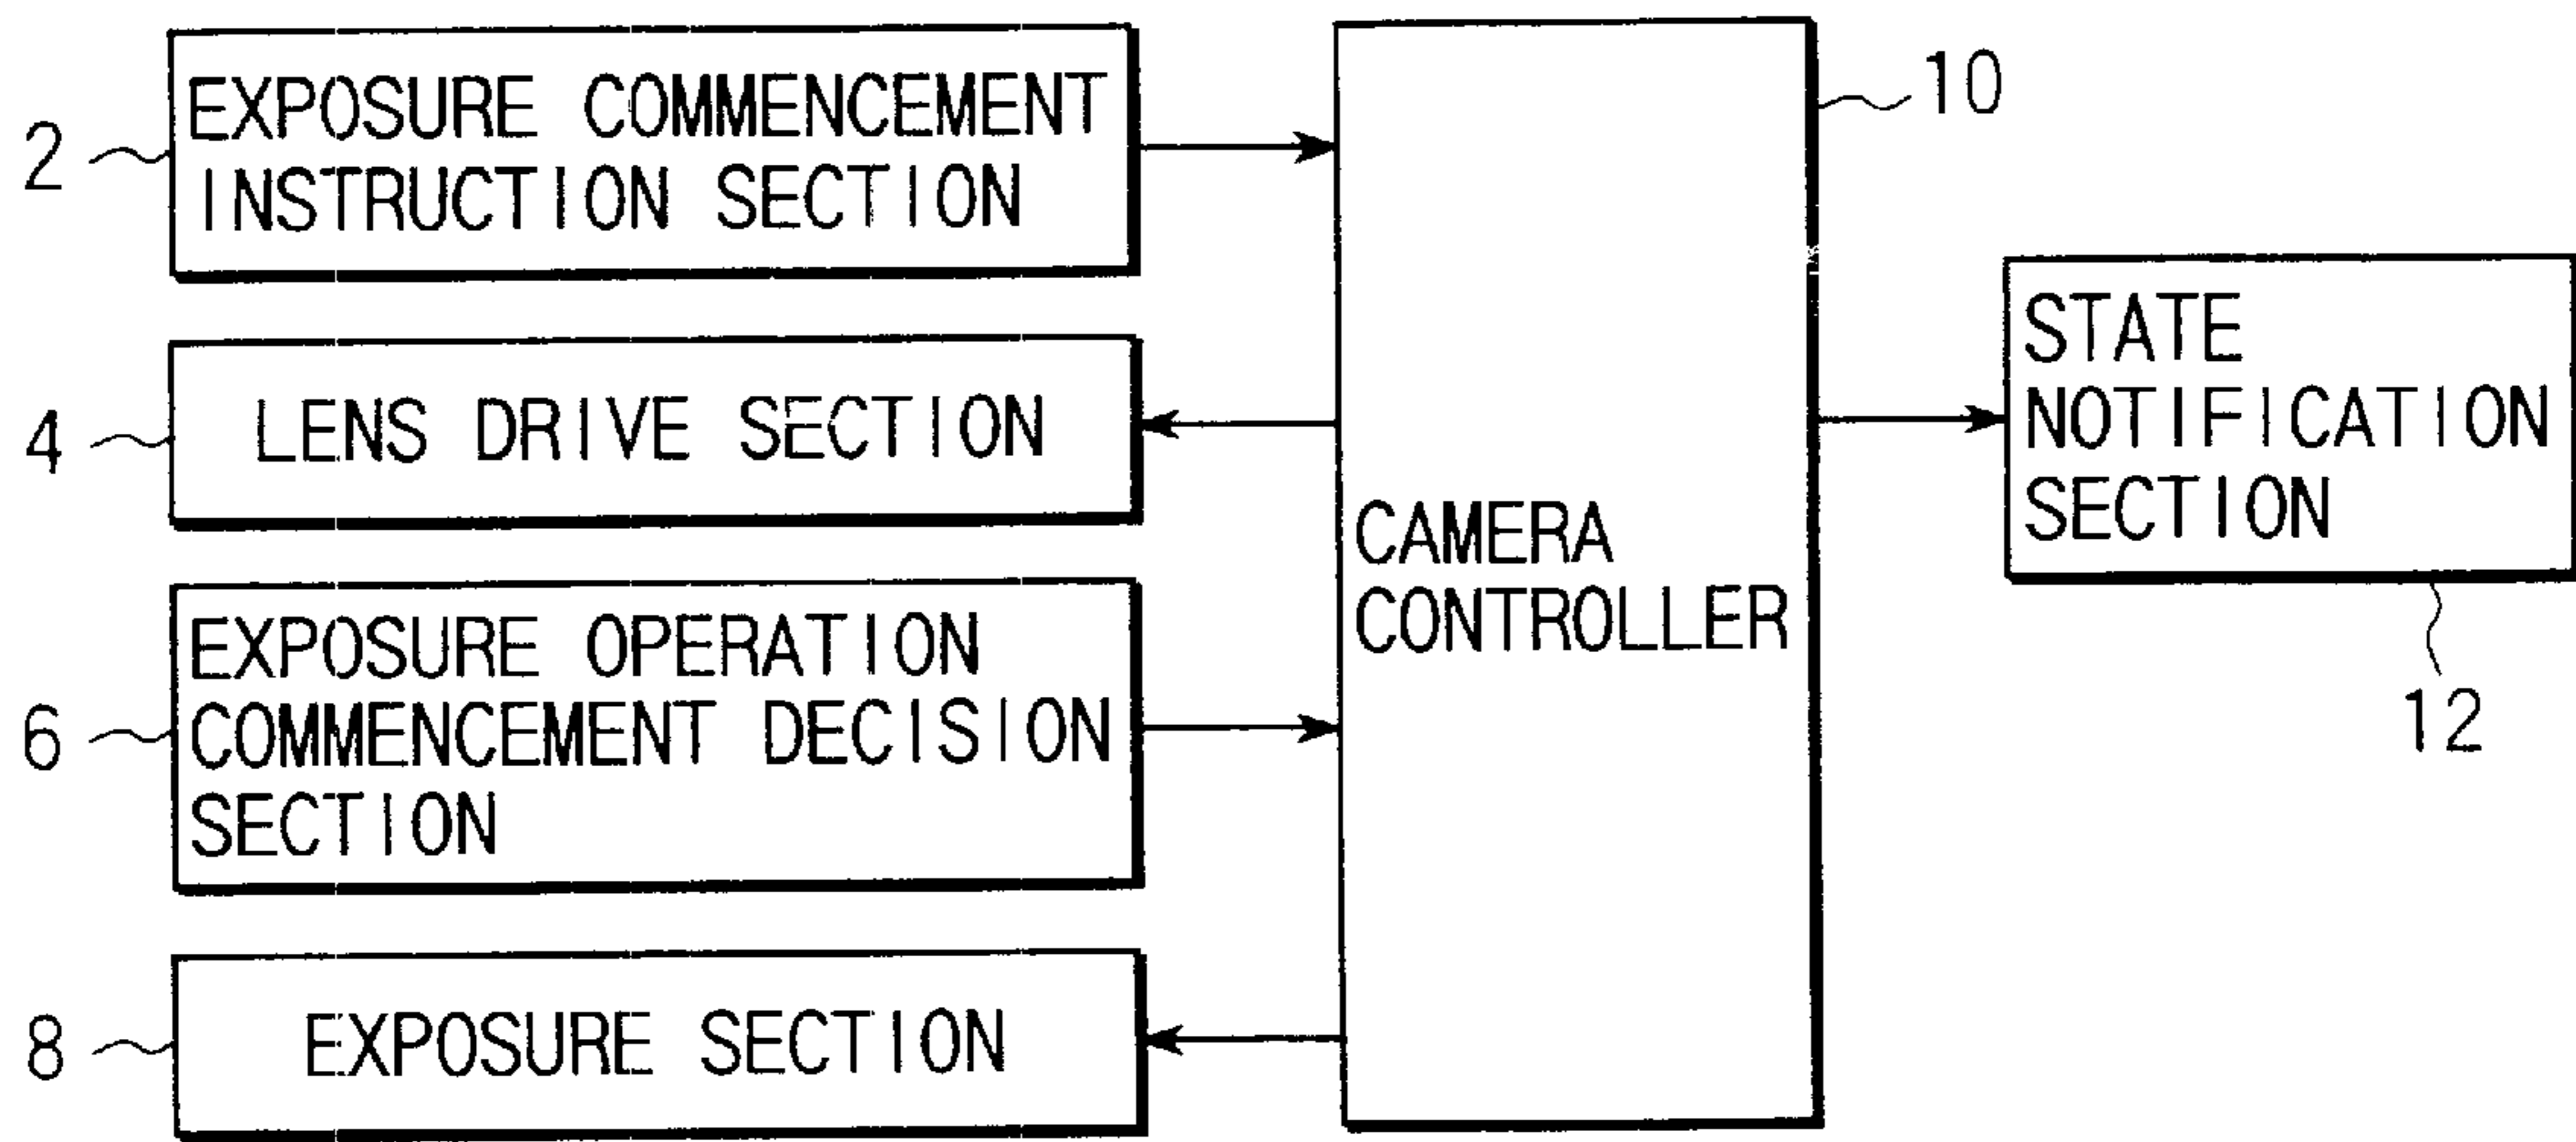 2
EXPOSURE COMMENCEMENT
INSTRUCTION SECTION
4
LENS DRIVE SECTION
6
EXPOSURE OPERATION
COMMENCEMENT DECISION
SECTION
8
EXPOSURE SECTION
10
CAMERA
CONTROLLER
STATE
NOTIFICATION
SECTION
12